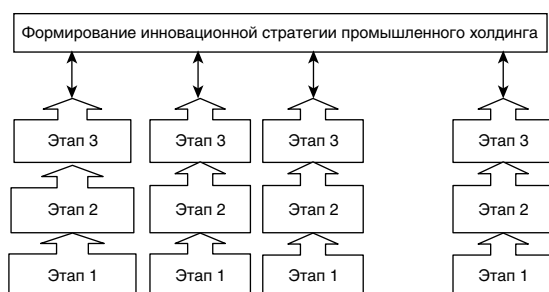 Формирование инновационной стратегии промышленного холдинга
Этап 3 Этап 3 Этап 3 Этап 3
Этап 2 Этап 2 Этап 2 Этап 2
Этап 1 Этап 1 Этап 1 Этап 1